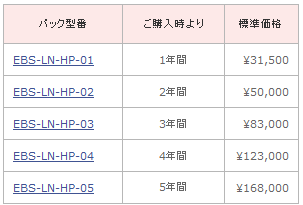 パック型番 ご購入時より 標準価格
EBS-LN-HP-01 1年間 ¥31,500
EBS-LN-HP-02 2年間 ¥50,000
EBS-LN-HP-03 3年間 ¥83,000
EBS-LN-HP-04 4年間 ¥123,000
EBS-LN-HP-05 5年間 ¥168,000